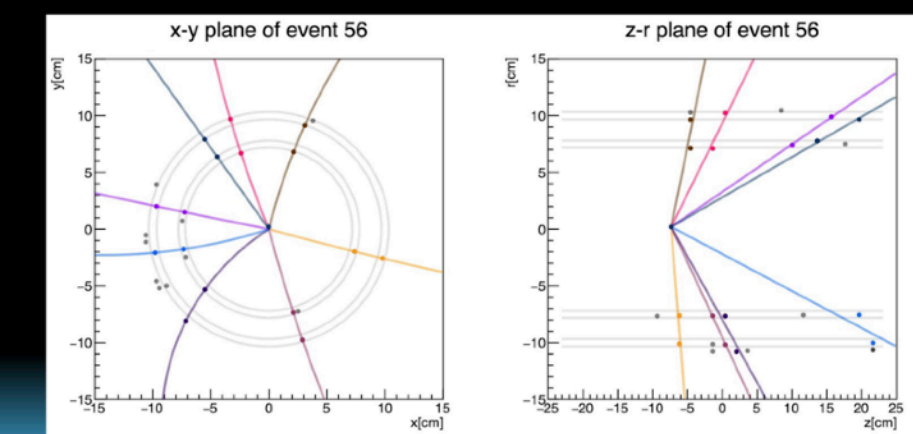 x-y plane of event 56
z-r plane of event 56
y[cm]
15
10
5
0
−5
−10
−15
−15 −10 −5 0 5 10 15
x[cm]
r[cm]
15
10
5
0
−5
−10
−15
−25 −20 −15 −10 −5 0 5 10 15 20 25
z[cm]